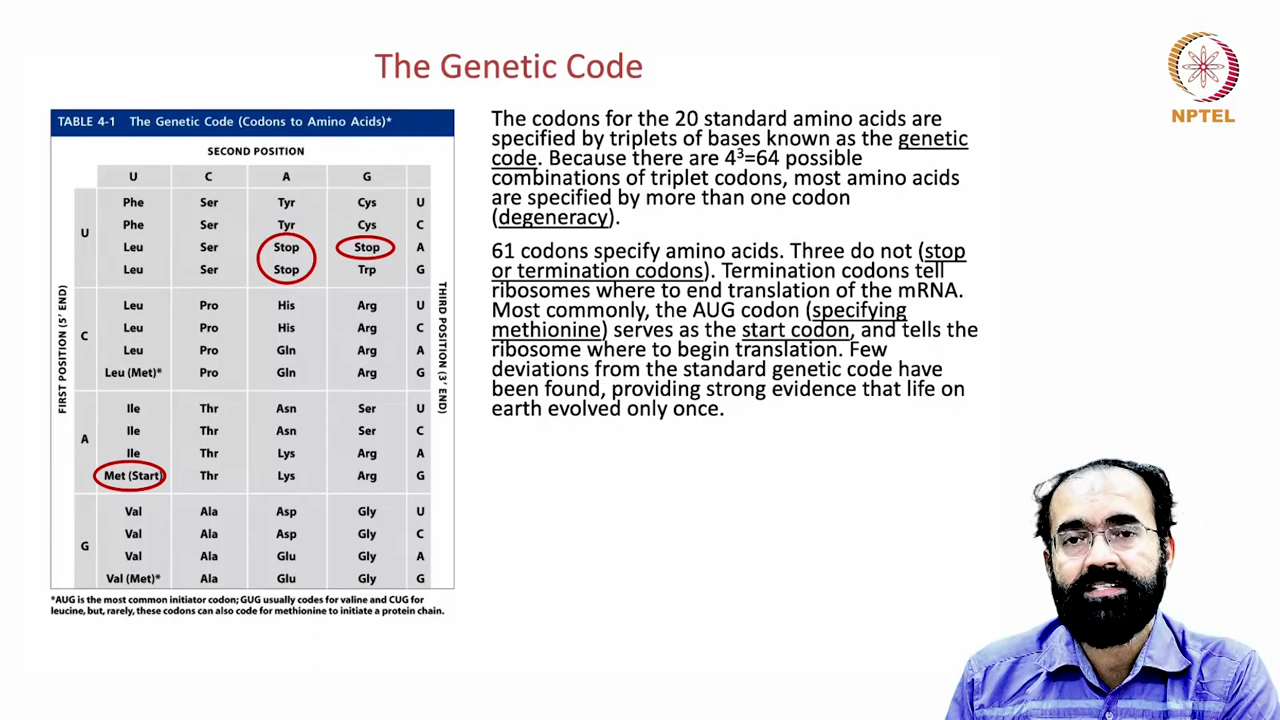 The Genetic Code
NPTEL
TABLE 4-1 The Genetic Code (Codons to Amino Acids)*
SECOND POSITION
U C A G
FIRST POSITION (5′ END)
U
Phe Ser Tyr Cys U
Phe Ser Tyr Cys C
Leu Ser Stop Stop A
Leu Ser Stop Trp G
C
Leu Pro His Arg U
Leu Pro His Arg C
Leu Pro Gln Arg A
Leu (Met)* Pro Gln Arg G
A
Ile Thr Asn Ser U
Ile Thr Asn Ser C
Ile Thr Lys Arg A
Met (Start) Thr Lys Arg G
G
Val Ala Asp Gly U
Val Ala Asp Gly C
Val Ala Glu Gly A
Val (Met)* Ala Glu Gly G
THIRD POSITION (3′ END)
*AUG is the most common initiator codon; GUG usually codes for valine and CUG for
leucine, but, rarely, these codons can also code for methionine to initiate a protein chain.
The codons for the 20 standard amino acids are
specified by triplets of bases known as the genetic
code. Because there are 4³=64 possible
combinations of triplet codons, most amino acids
are specified by more than one codon
(degeneracy).
61 codons specify amino acids. Three do not (stop
or termination codons). Termination codons tell
ribosomes where to end translation of the mRNA.
Most commonly, the AUG codon (specifying
methionine) serves as the start codon, and tells the
ribosome where to begin translation. Few
deviations from the standard genetic code have
been found, providing strong evidence that life on
earth evolved only once.